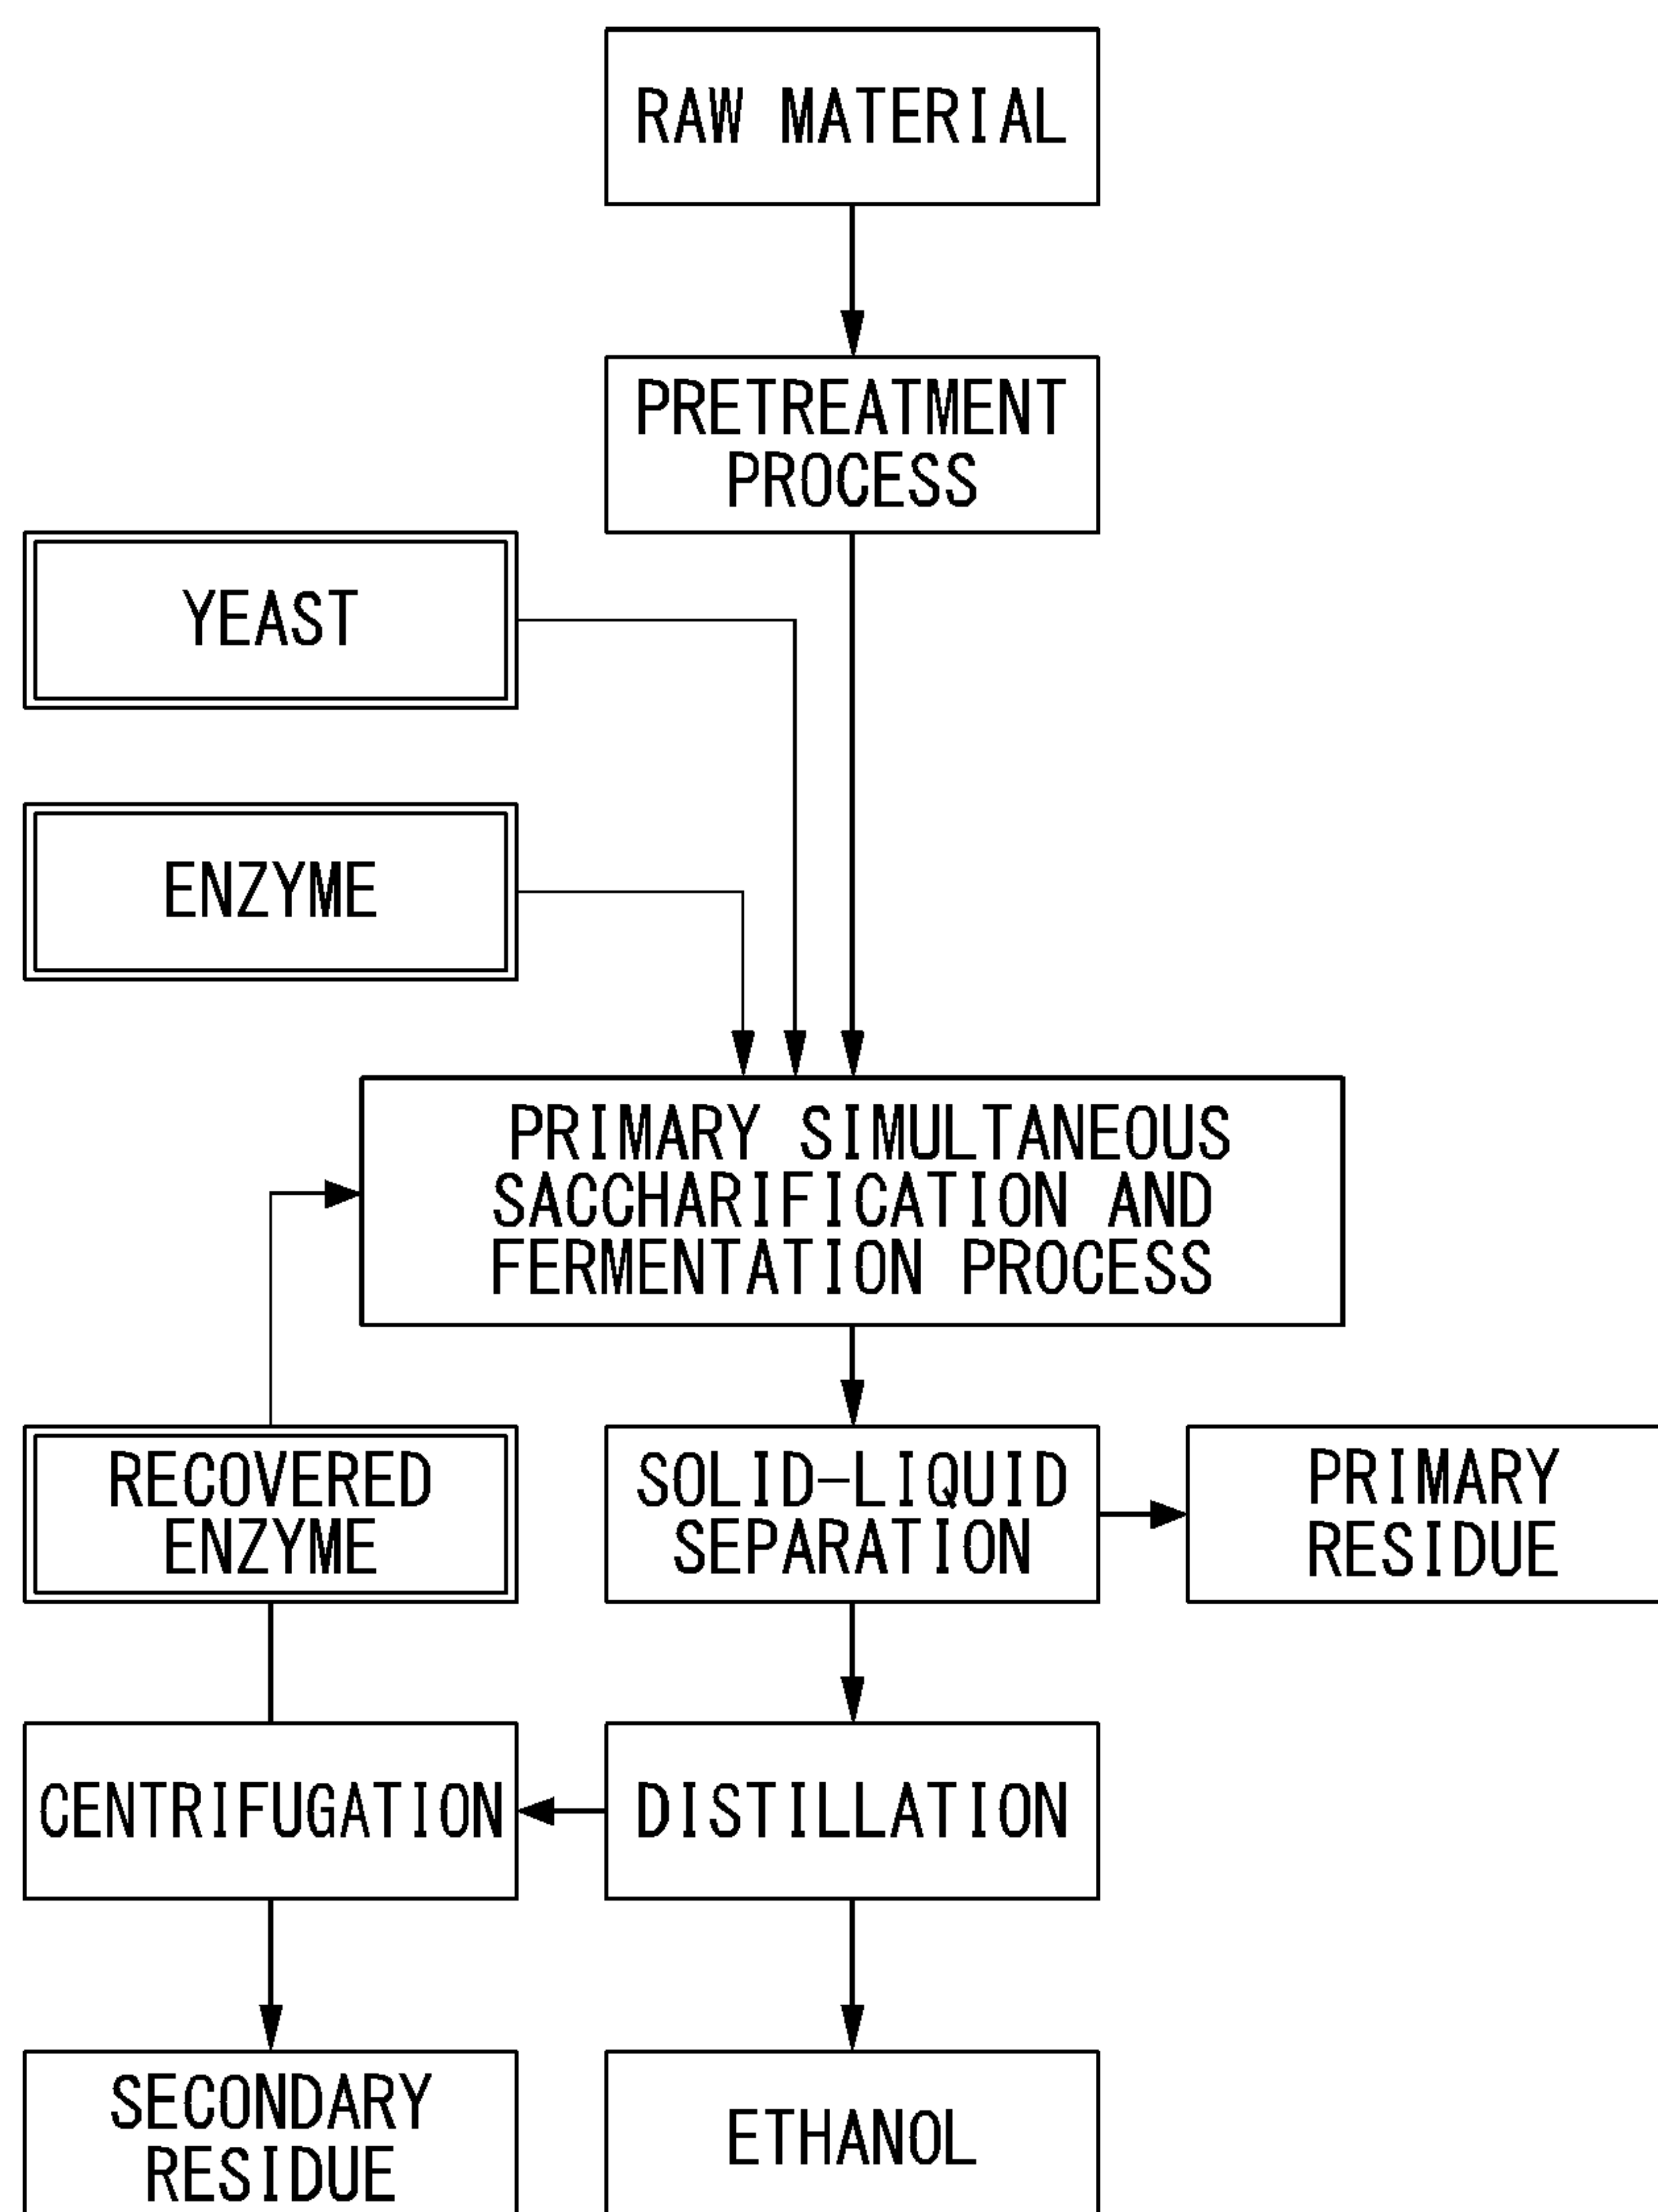 RAW MATERIAL
PRETREATMENT
PROCESS
YEAST
ENZYME
PRIMARY SIMULTANEOUS
SACCHARIFICATION AND
FERMENTATION PROCESS
RECOVERED
ENZYME
SOLID-LIQUID
SEPARATION
PRIMARY
RESIDUE
CENTRIFUGATION
DISTILLATION
SECONDARY
RESIDUE
ETHANOL